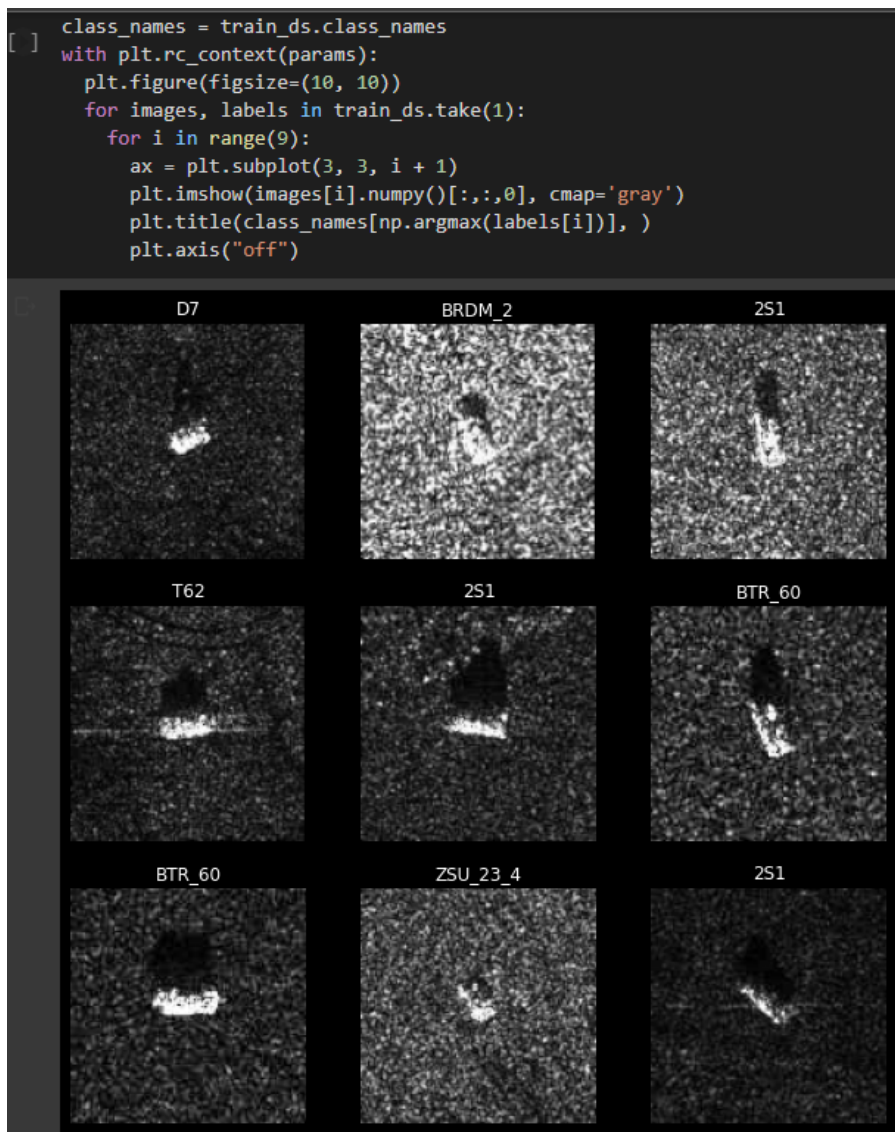 [ ]
class_names = train_ds.class_names
with plt.rc_context(params):
  plt.figure(figsize=(10, 10))
  for images, labels in train_ds.take(1):
    for i in range(9):
      ax = plt.subplot(3, 3, i + 1)
      plt.imshow(images[i].numpy()[:,:,0], cmap='gray')
      plt.title(class_names[np.argmax(labels[i])], )
      plt.axis("off")
D7 BRDM_2 2S1
T62 2S1 BTR_60
BTR_60 ZSU_23_4 2S1